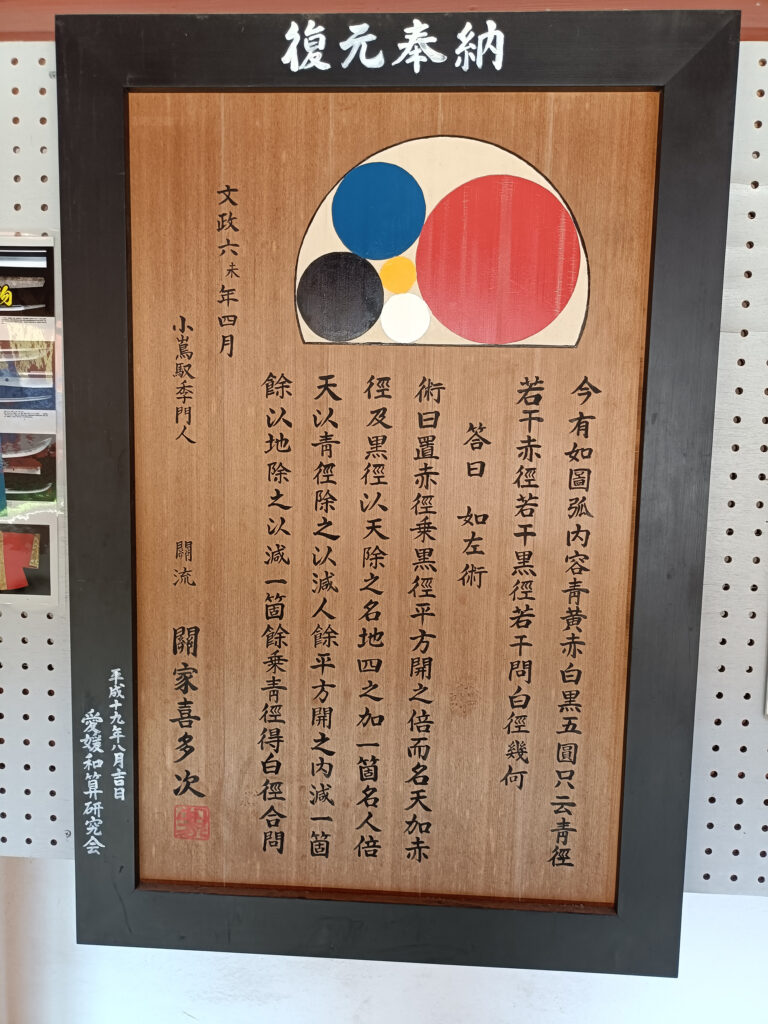 復元奉納
今有如圖弧内容青黄赤白黒五圓只云青徑
若干赤徑若干黒徑若干問白徑幾何
答曰 如左術
術曰置赤徑乗黒徑平方開之倍而名天加赤
徑及黒徑以天除之名地四之加一箇名人倍
天以青徑除之以減人餘平方開之内減一箇
餘以地除之以減一箇餘乗青徑得白徑合問
文政六未年四月
小嶌馭季門人
關流 關家喜多次
平成十九年八月吉日
愛媛和算研究会